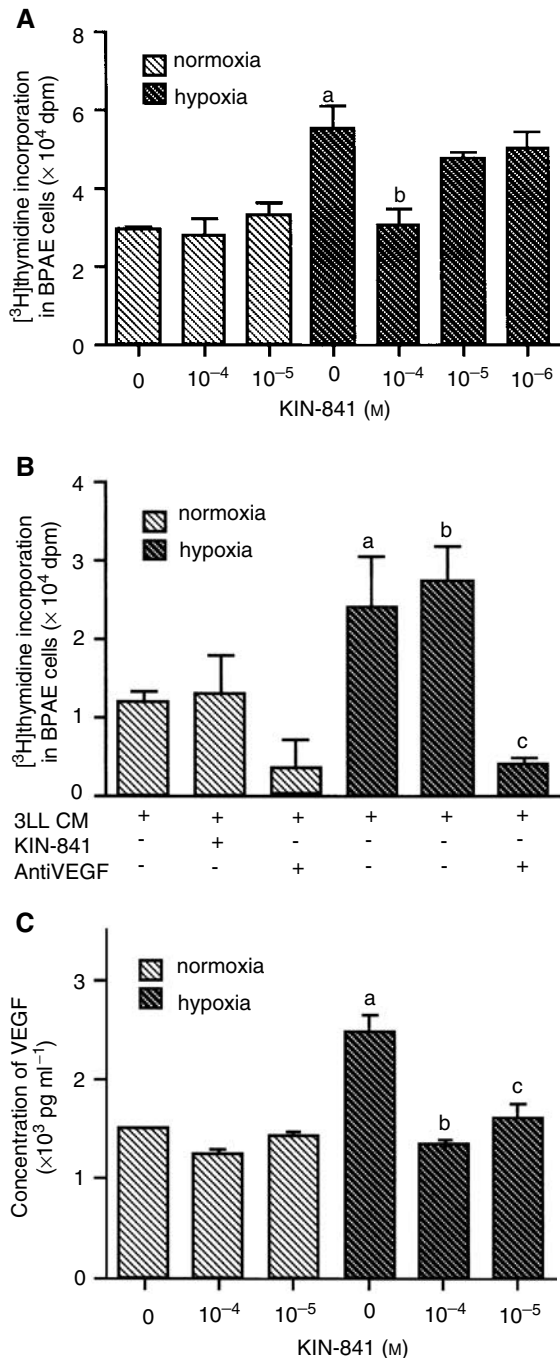 A
[³H]thymidine incorporation
in BPAE cells (× 10⁴ dpm)
8
6
4
2
0
normoxia
hypoxia
a
b
0 10⁻⁴ 10⁻⁵ 0 10⁻⁴ 10⁻⁵ 10⁻⁶
KIN-841 (M)
B
[³H]thymidine incorporation
in BPAE cells (× 10⁴ dpm)
4
3
2
1
0
normoxia
hypoxia
a
b
c
3LL CM + + + + + +
KIN-841 - + - - - -
AntiVEGF - - + - - +
C
Concentration of VEGF
(×10³ pg ml⁻¹)
3
2
1
0
normoxia
hypoxia
a
b
c
0 10⁻⁴ 10⁻⁵ 0 10⁻⁴ 10⁻⁵
KIN-841 (M)